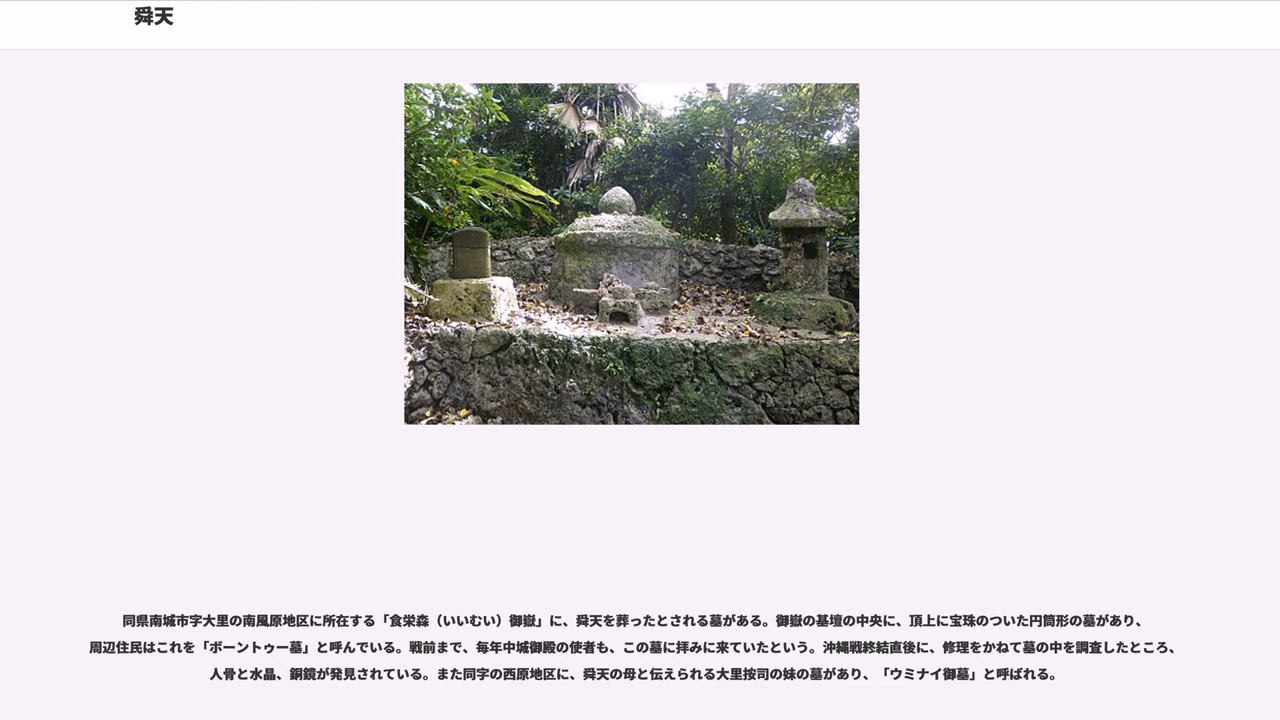 舜天
同県南城市字大里の南風原地区に所在する「食栄森（いいむい）御嶽」に、舜天を葬ったとされる墓がある。御嶽の基壇の中央に、頂上に宝珠のついた円筒形の墓があり、
周辺住民はこれを「ボーントゥー墓」と呼んでいる。戦前まで、毎年中城御殿の使者も、この墓に拝みに来ていたという。沖縄戦終結直後に、修理をかねて墓の中を調査したところ、
人骨と水晶、銅鏡が発見されている。また同字の西原地区に、舜天の母と伝えられる大里按司の妹の墓があり、「ウミナイ御墓」と呼ばれる。